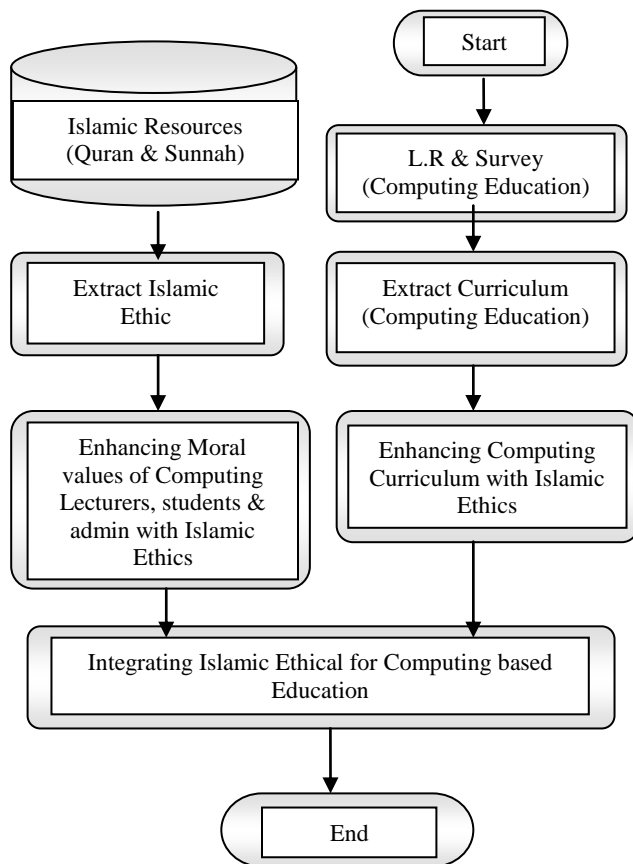 Start
Islamic Resources
(Quran & Sunnah)
L.R & Survey
(Computing Education)
Extract Islamic
Ethic
Extract Curriculum
(Computing Education)
Enhancing Moral
values of Computing
Lecturers, students &
admin with Islamic
Ethics
Enhancing Computing
Curriculum with Islamic
Ethics
Integrating Islamic Ethical for Computing based
Education
End